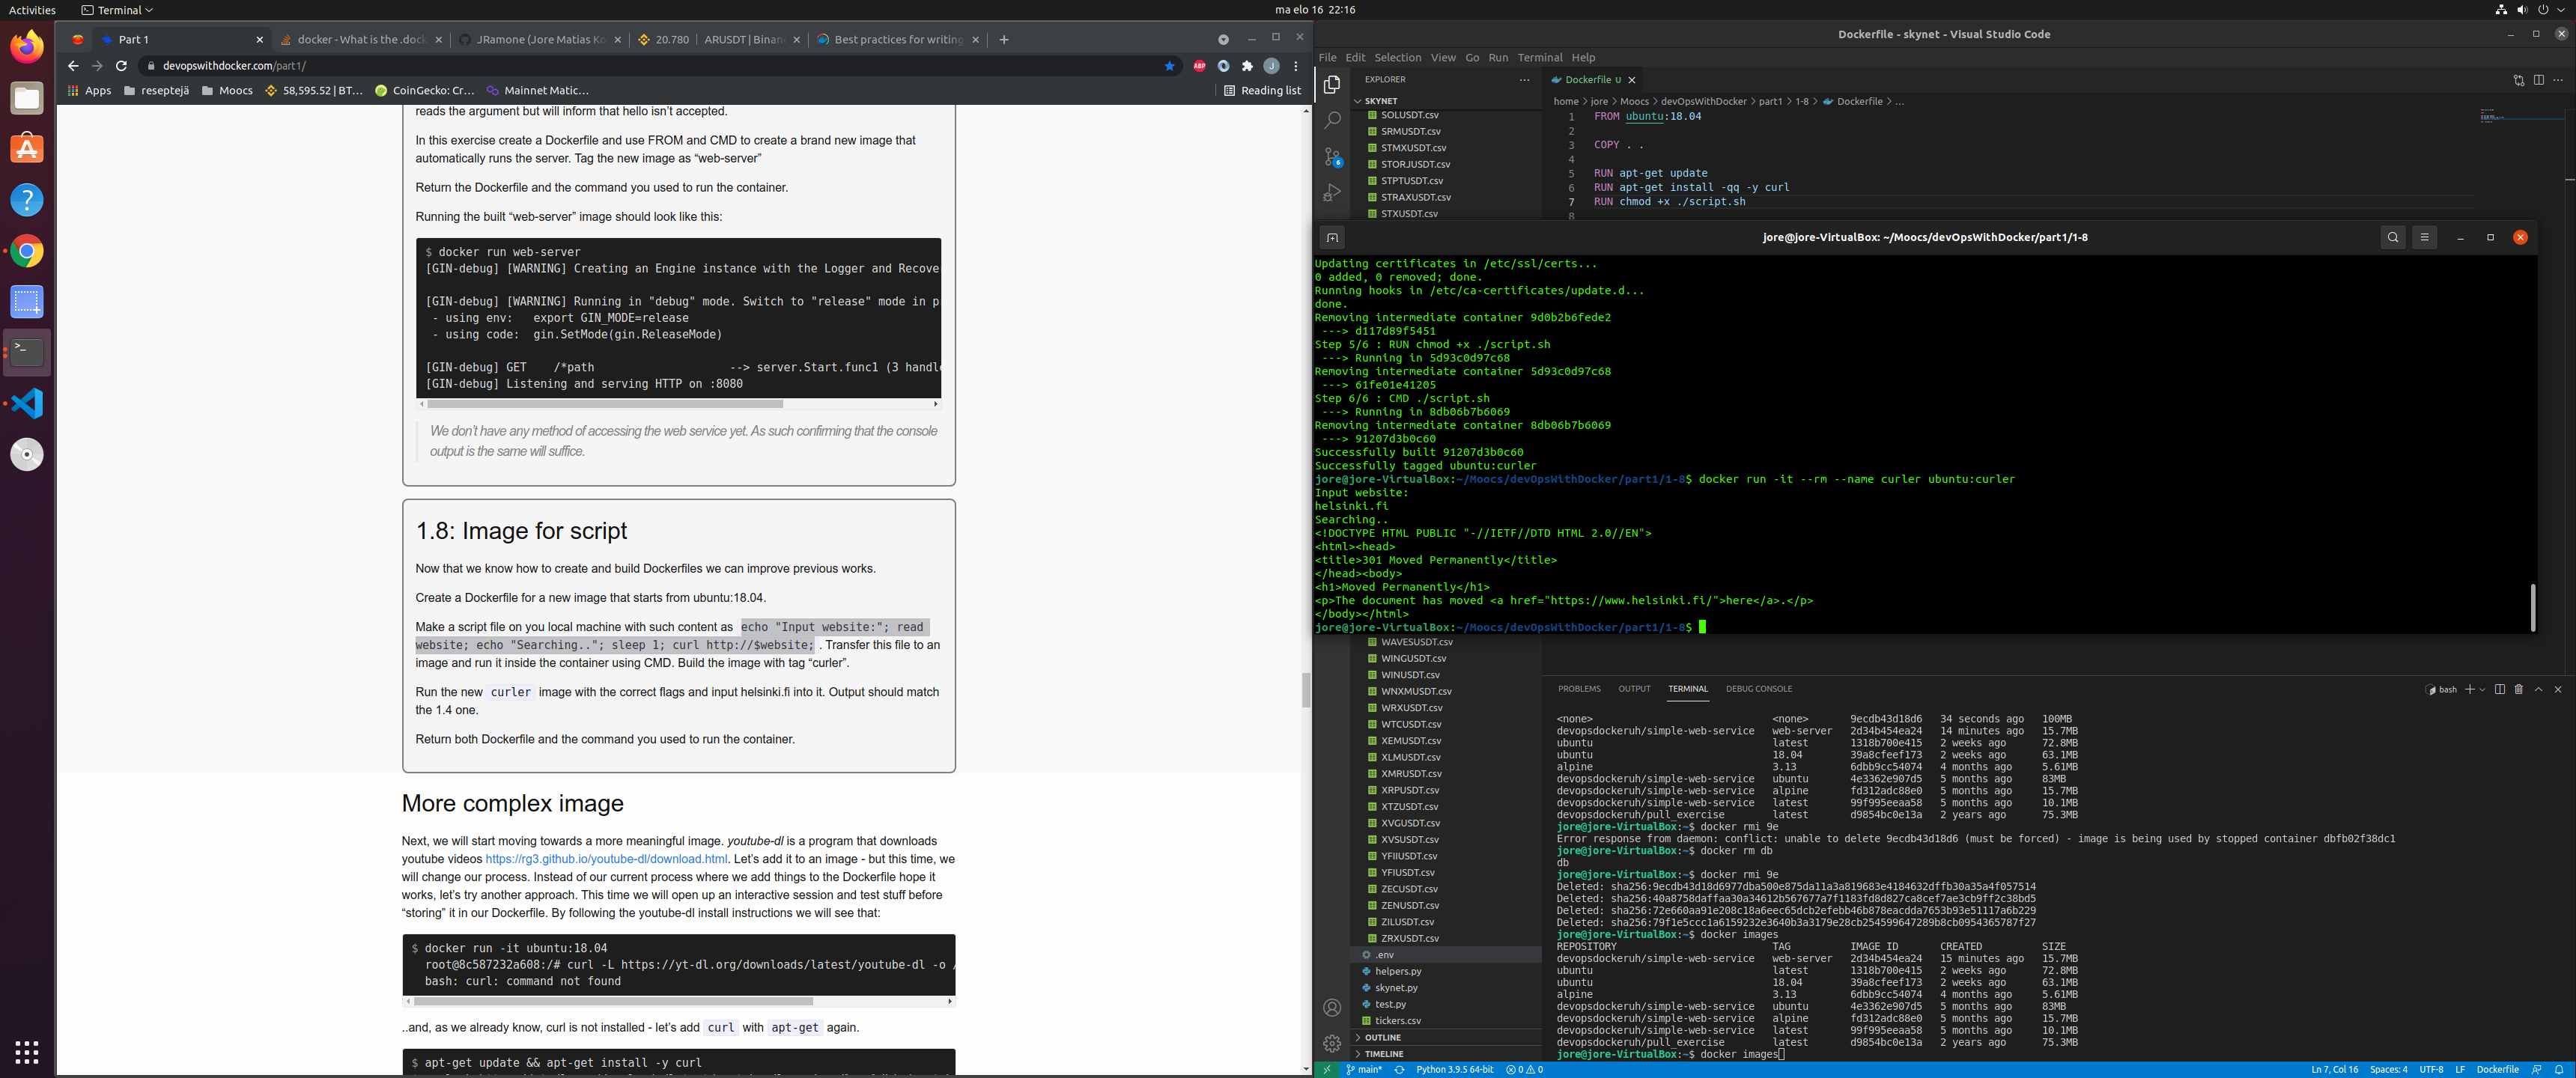 Activities
Terminal
ma elo 16 22:16
Part 1
docker - What is the .dock
JRamone (Jore Matias Ko
20.780 | ARUSDT | Binan
Best practices for writing
devopswithdocker.com/part1/
Apps
reseptejä
Moocs
58,595.52 | BT…
CoinGecko: Cr…
Mainnet Matic…
Reading list
reads the argument but will inform that hello isn’t accepted.
In this exercise create a Dockerfile and use FROM and CMD to create a brand new image that
automatically runs the server. Tag the new image as “web-server”
Return the Dockerfile and the command you used to run the container.
Running the built “web-server” image should look like this:
$ docker run web-server
[GIN-debug] [WARNING] Creating an Engine instance with the Logger and Recove
[GIN-debug] [WARNING] Running in "debug" mode. Switch to "release" mode in p
- using env:   export GIN_MODE=release
- using code:  gin.SetMode(gin.ReleaseMode)
[GIN-debug] GET    /*path                    --> server.Start.func1 (3 handl
[GIN-debug] Listening and serving HTTP on :8080
We don’t have any method of accessing the web service yet. As such confirming that the console
output is the same will suffice.
1.8: Image for script
Now that we know how to create and build Dockerfiles we can improve previous works.
Create a Dockerfile for a new image that starts from ubuntu:18.04.
Make a script file on you local machine with such content as echo "Input website:"; read
website; echo "Searching.."; sleep 1; curl http://$website; . Transfer this file to an
image and run it inside the container using CMD. Build the image with tag “curler”.
Run the new curler image with the correct flags and input helsinki.fi into it. Output should match
the 1.4 one.
Return both Dockerfile and the command you used to run the container.
More complex image
Next, we will start moving towards a more meaningful image. youtube-dl is a program that downloads
youtube videos https://rg3.github.io/youtube-dl/download.html. Let’s add it to an image - but this time, we
will change our process. Instead of our current process where we add things to the Dockerfile hope it
works, let’s try another approach. This time we will open up an interactive session and test stuff before
“storing” it in our Dockerfile. By following the youtube-dl install instructions we will see that:
$ docker run -it ubuntu:18.04
root@8c587232a608:/# curl -L https://yt-dl.org/downloads/latest/youtube-dl -o /
bash: curl: command not found
..and, as we already know, curl is not installed - let’s add curl with apt-get again.
$ apt-get update && apt-get install -y curl
Dockerfile - skynet - Visual Studio Code
File Edit Selection View Go Run Terminal Help
EXPLORER
SKYNET
SOLUSDT.csv
SRMUSDT.csv
STMXUSDT.csv
STORJUSDT.csv
STPTUSDT.csv
STRAXUSDT.csv
STXUSDT.csv
Dockerfile U
home > jore > Moocs > devOpsWithDocker > part1 > 1-8 > Dockerfile > …
1 FROM ubuntu:18.04
2
3 COPY . .
4
5 RUN apt-get update
6 RUN apt-get install -qq -y curl
7 RUN chmod +x ./script.sh
8
jore@jore-VirtualBox: ~/Moocs/devOpsWithDocker/part1/1-8
Updating certificates in /etc/ssl/certs...
0 added, 0 removed; done.
Running hooks in /etc/ca-certificates/update.d...
done.
Removing intermediate container 9d0b2b6fede2
---> d117d89f5451
Step 5/6 : RUN chmod +x ./script.sh
---> Running in 5d93c0d97c68
Removing intermediate container 5d93c0d97c68
---> 61fe01e41205
Step 6/6 : CMD ./script.sh
---> Running in 8db06b7b6069
Removing intermediate container 8db06b7b6069
---> 91207d3b0c60
Successfully built 91207d3b0c60
Successfully tagged ubuntu:curler
jore@jore-VirtualBox:~/Moocs/devOpsWithDocker/part1/1-8$ docker run -it --rm --name curler ubuntu:curler
Input website:
helsinki.fi
Searching..
<!DOCTYPE HTML PUBLIC "-//IETF//DTD HTML 2.0//EN">
<html><head>
<title>301 Moved Permanently</title>
</head><body>
<h1>Moved Permanently</h1>
<p>The document has moved <a href="https://www.helsinki.fi/">here</a>.</p>
</body></html>
jore@jore-VirtualBox:~/Moocs/devOpsWithDocker/part1/1-8$
WAVESUSDT.csv
WINGUSDT.csv
WINUSDT.csv
WNXMUSDT.csv
WRXUSDT.csv
WTCUSDT.csv
XEMUSDT.csv
XLMUSDT.csv
XMRUSDT.csv
XRPUSDT.csv
XTZUSDT.csv
XVGUSDT.csv
XVSUSDT.csv
YFIIUSDT.csv
YFIUSDT.csv
ZECUSDT.csv
ZENUSDT.csv
ZILUSDT.csv
ZRXUSDT.csv
.env
helpers.py
skynet.py
test.py
tickers.csv
OUTLINE
TIMELINE
PROBLEMS OUTPUT TERMINAL DEBUG CONSOLE
bash
<none> <none> 9ecdb43d18d6 34 seconds ago 100MB
devopsdockeruh/simple-web-service web-server 2d34b454ea24 14 minutes ago 15.7MB
ubuntu latest 1318b700e415 2 weeks ago 72.8MB
ubuntu 18.04 39a8cfeef173 2 weeks ago 63.1MB
alpine 3.13 6dbb9cc54074 4 months ago 5.61MB
devopsdockeruh/simple-web-service ubuntu 4e3362e907d5 5 months ago 83MB
devopsdockeruh/simple-web-service alpine fd312adc88e0 5 months ago 15.7MB
devopsdockeruh/simple-web-service latest 99f995eeaa58 5 months ago 10.1MB
devopsdockeruh/pull_exercise latest d9854bc0e13a 2 years ago 75.3MB
jore@jore-VirtualBox:~$ docker rmi 9e
Error response from daemon: conflict: unable to delete 9ecdb43d18d6 (must be forced) - image is being used by stopped container dbfb02f38dc1
jore@jore-VirtualBox:~$ docker rm db
db
jore@jore-VirtualBox:~$ docker rmi 9e
Deleted: sha256:9ecdb43d18d6977dba500e875da11a3a819683e4184632dffb30a35a4f057514
Deleted: sha256:40a8758daffaa30a34612b567677a7f1183fd8d827ca8cef7ae3cb9ff2c38bd5
Deleted: sha256:72e660aa91e208c18a6eec65dcb2efebb46b878eacdda7653b93e51117a6b229
Deleted: sha256:79f1e5ccc1a6159232e3640b3a3179e28cb254599647289b8cb0954365787f27
jore@jore-VirtualBox:~$ docker images
REPOSITORY TAG IMAGE ID CREATED SIZE
devopsdockeruh/simple-web-service web-server 2d34b454ea24 15 minutes ago 15.7MB
ubuntu latest 1318b700e415 2 weeks ago 72.8MB
ubuntu 18.04 39a8cfeef173 2 weeks ago 63.1MB
alpine 3.13 6dbb9cc54074 4 months ago 5.61MB
devopsdockeruh/simple-web-service ubuntu 4e3362e907d5 5 months ago 83MB
devopsdockeruh/simple-web-service alpine fd312adc88e0 5 months ago 15.7MB
devopsdockeruh/simple-web-service latest 99f995eeaa58 5 months ago 10.1MB
devopsdockeruh/pull_exercise latest d9854bc0e13a 2 years ago 75.3MB
jore@jore-VirtualBox:~$ docker images
main*
Python 3.9.5 64-bit
0 0
Ln 7, Col 16
Spaces: 4
UTF-8
LF
Dockerfile